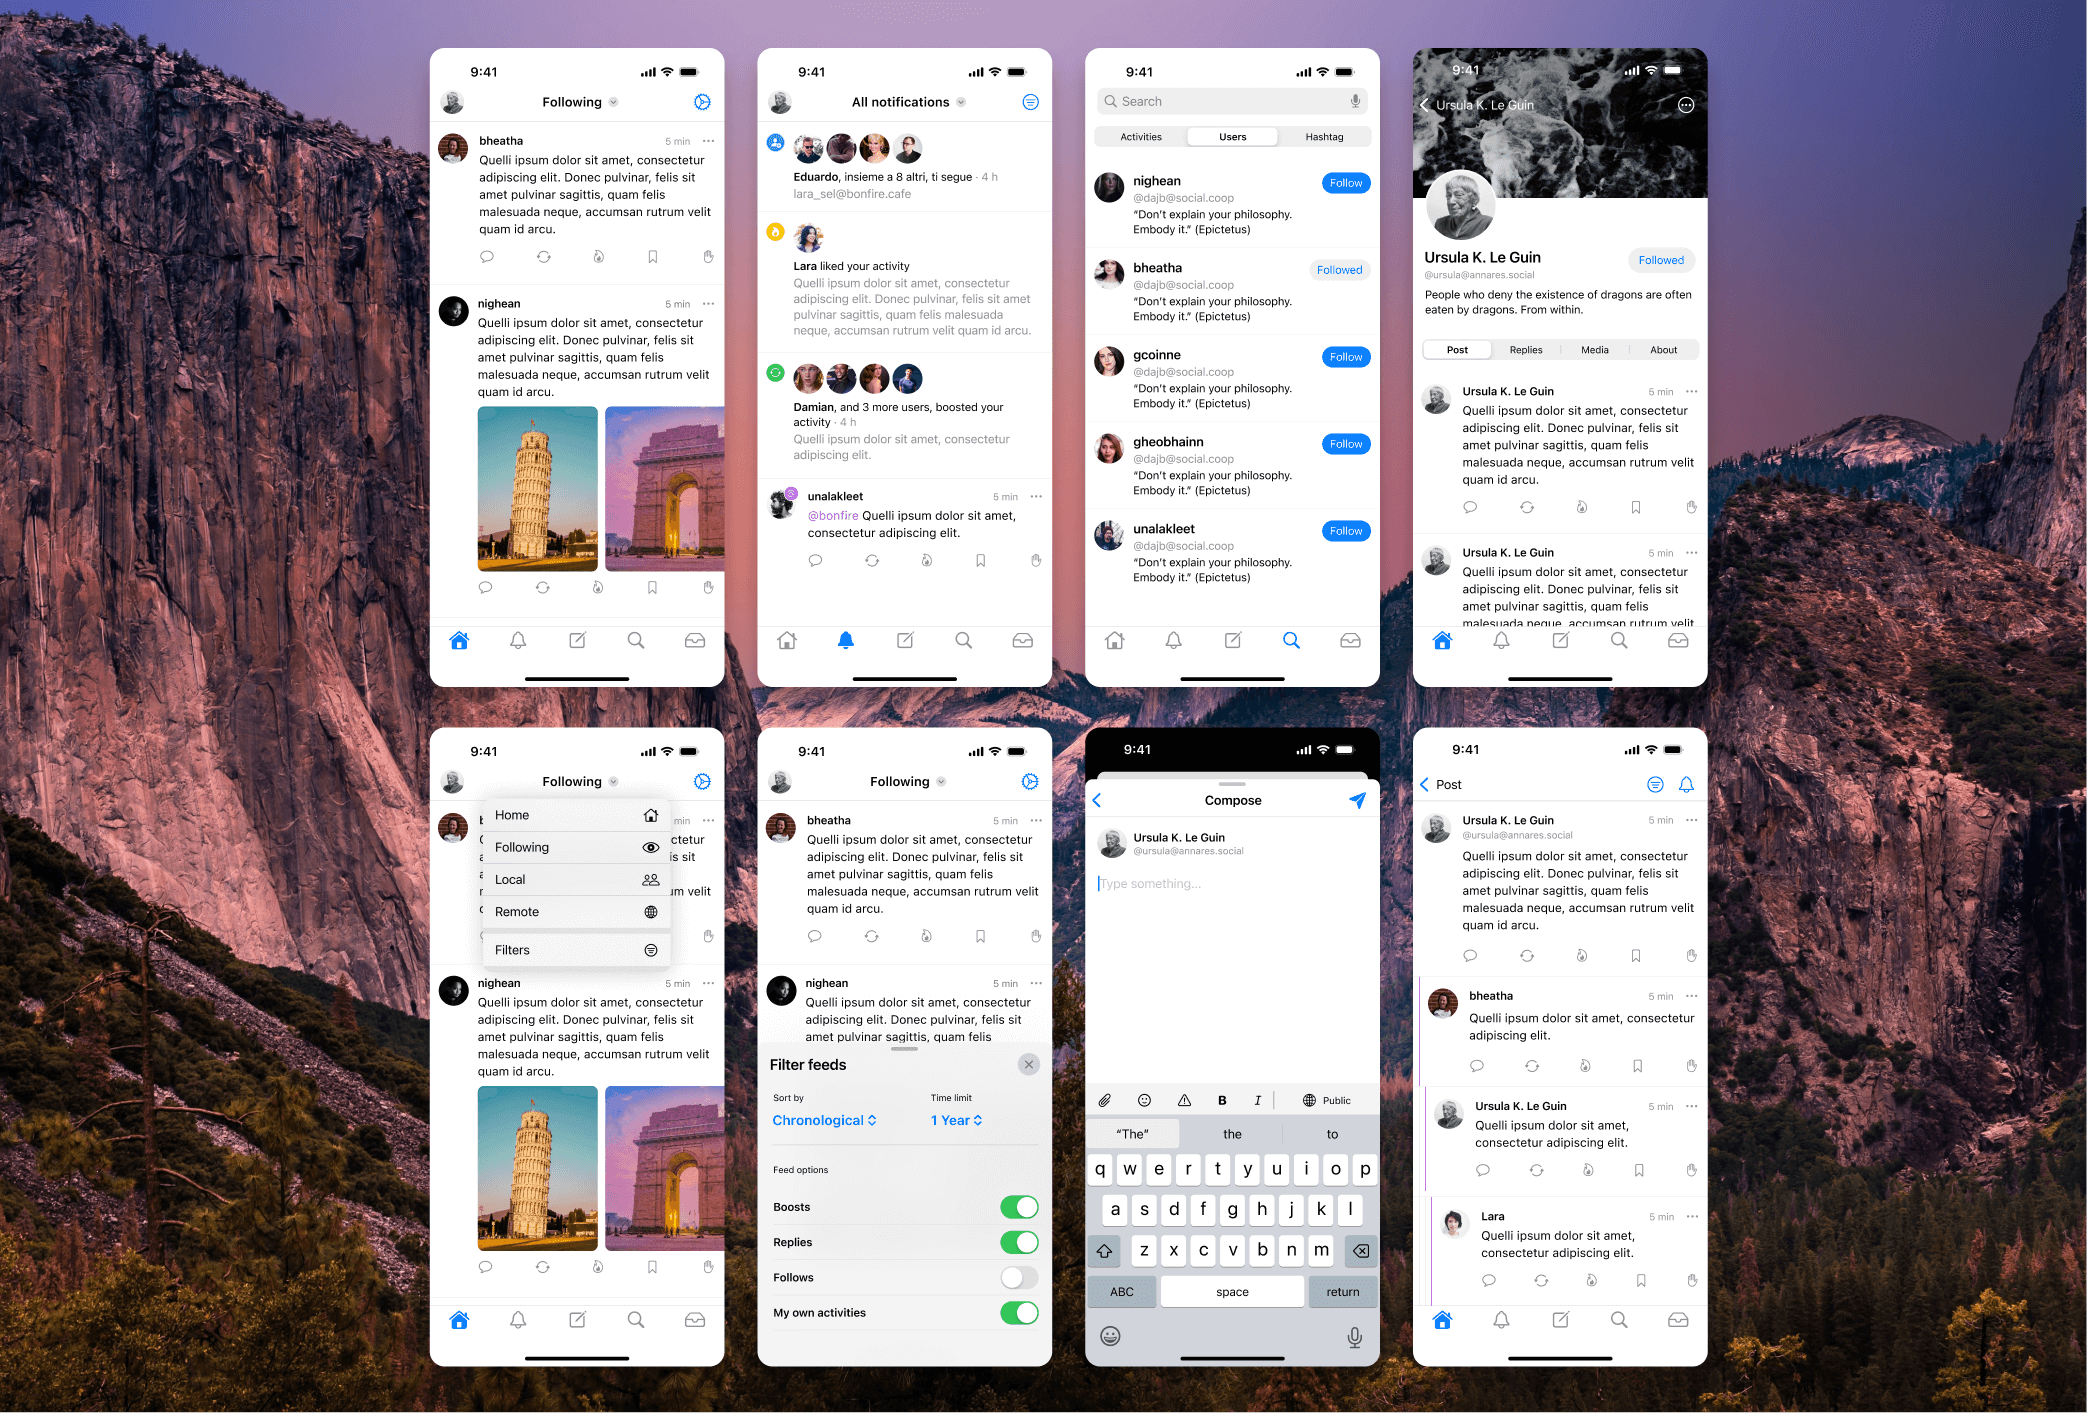 9:41
Following
bheatha
5 min
Quelli ipsum dolor sit amet, consectetur
adipiscing elit. Donec pulvinar, felis sit
amet pulvinar sagittis, quam felis
malesuada neque, accumsan rutrum velit
quam id arcu.
nighean
5 min
Quelli ipsum dolor sit amet, consectetur
adipiscing elit. Donec pulvinar, felis sit
amet pulvinar sagittis, quam felis
malesuada neque, accumsan rutrum velit
quam id arcu.
9:41
All notifications
Eduardo, insieme a 8 altri, ti segue · 4 h
lara_sel@bonfire.cafe
Lara liked your activity
Quelli ipsum dolor sit amet, consectetur
adipiscing elit. Donec pulvinar, felis sit amet
pulvinar sagittis, quam felis malesuada
neque, accumsan rutrum velit quam id arcu.
Damian, and 3 more users, boosted your
activity · 4 h
Quelli ipsum dolor sit amet, consectetur
adipiscing elit.
unalakleet
5 min
@bonfire Quelli ipsum dolor sit amet,
consectetur adipiscing elit.
9:41
Search
Activities
Users
Hashtag
nighean
Follow
@dajb@social.coop
“Don’t explain your philosophy.
Embody it.” (Epictetus)
bheatha
Followed
@dajb@social.coop
“Don’t explain your philosophy.
Embody it.” (Epictetus)
gcoinne
Follow
@dajb@social.coop
“Don’t explain your philosophy.
Embody it.” (Epictetus)
gheobhainn
Follow
@dajb@social.coop
“Don’t explain your philosophy.
Embody it.” (Epictetus)
unalakleet
Follow
@dajb@social.coop
“Don’t explain your philosophy.
Embody it.” (Epictetus)
9:41
Ursula K. Le Guin
Ursula K. Le Guin
Followed
@ursula@annares.social
People who deny the existence of dragons are often
eaten by dragons. From within.
Post
Replies
Media
About
Ursula K. Le Guin
5 min
Quelli ipsum dolor sit amet, consectetur
adipiscing elit. Donec pulvinar, felis sit
amet pulvinar sagittis, quam felis
malesuada neque, accumsan rutrum velit
quam id arcu.
Ursula K. Le Guin
5 min
Quelli ipsum dolor sit amet, consectetur
adipiscing elit. Donec pulvinar, felis sit
amet pulvinar sagittis, quam felis
malesuada neque, accumsan rutrum velit
9:41
Following
min
Home
Following
Local
Remote
Filters
ctetur
is sit
um velit
nighean
5 min
Quelli ipsum dolor sit amet, consectetur
adipiscing elit. Donec pulvinar, felis sit
amet pulvinar sagittis, quam felis
malesuada neque, accumsan rutrum velit
quam id arcu.
9:41
Following
bheatha
5 min
Quelli ipsum dolor sit amet, consectetur
adipiscing elit. Donec pulvinar, felis sit
amet pulvinar sagittis, quam felis
malesuada neque, accumsan rutrum velit
quam id arcu.
nighean
5 min
Quelli ipsum dolor sit amet, consectetur
adipiscing elit. Donec pulvinar, felis sit
amet pulvinar sagittis, quam felis
Filter feeds
Sort by
Time limit
Chronological
1 Year
Feed options
Boosts
Replies
Follows
My own activities
9:41
Compose
Ursula K. Le Guin
@ursula@annares.social
Type something...
B I Public
“The” the to
q w e r t y u i o p
a s d f g h j k l
z x c v b n m
ABC space return
9:41
Post
Ursula K. Le Guin
5 min
@ursula@annares.social
Quelli ipsum dolor sit amet, consectetur
adipiscing elit. Donec pulvinar, felis sit
amet pulvinar sagittis, quam felis
malesuada neque, accumsan rutrum velit
quam id arcu.
bheatha
5 min
Quelli ipsum dolor sit amet, consectetur
adipiscing elit.
Ursula K. Le Guin
5 min
Quelli ipsum dolor sit amet,
consectetur adipiscing elit.
Lara
5 min
Quelli ipsum dolor sit amet,
consectetur adipiscing elit.